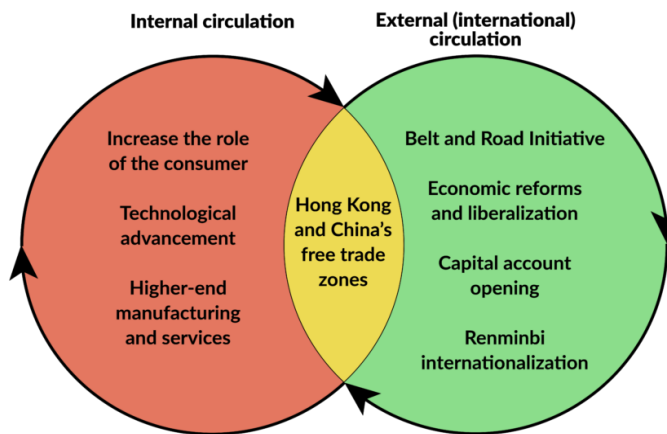 Internal circulation
External (international)
circulation
Increase the role
of the consumer
Technological
advancement
Higher-end
manufacturing
and services
Hong Kong
and China's
free trade
zones
Belt and Road Initiative
Economic reforms
and liberalization
Capital account
opening
Renminbi
internationalization